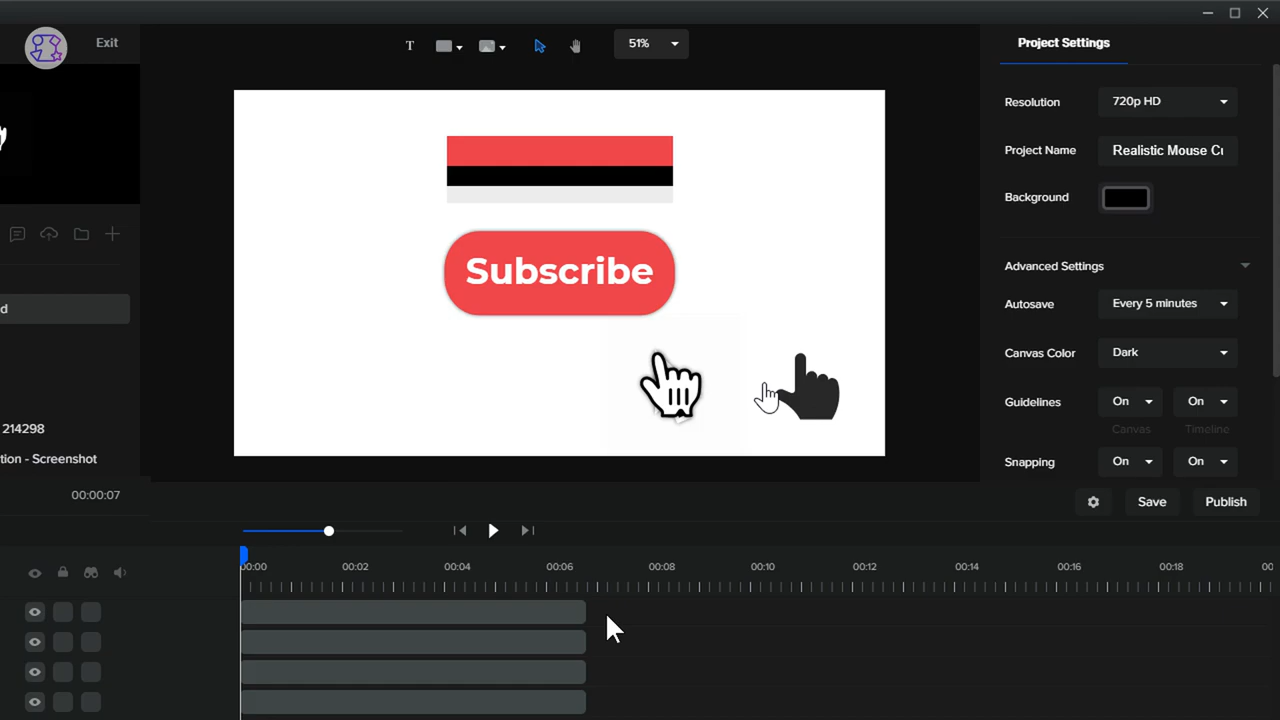 Exit
T
51%
Project Settings
Resolution
720p HD
Project Name
Realistic Mouse Cu
Background
Subscribe
Advanced Settings
Autosave
Every 5 minutes
Canvas Color
Dark
Guidelines
On
On
Canvas
Timeline
Snapping
On
On
d
214298
tion - Screenshot
00:00:07
Save
Publish
00:00
00:02
00:04
00:06
00:08
00:10
00:12
00:14
00:16
00:18
00